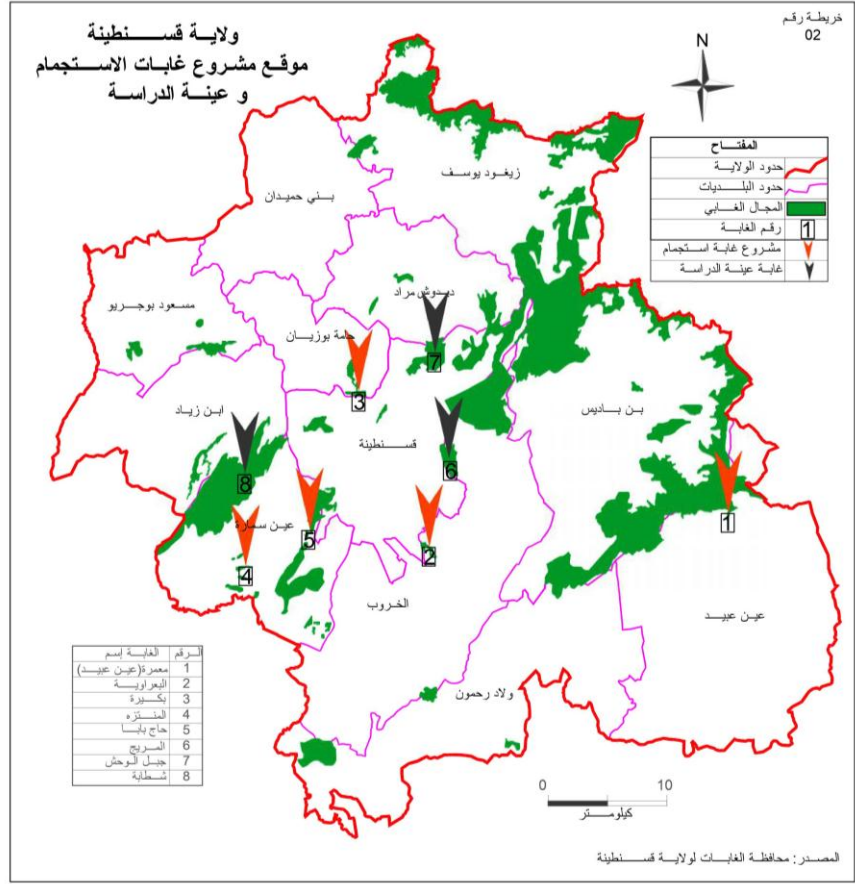 خريطة رقم
02
ولاية قسنطينة
موقع مشروع غابات الاستجمام
و عينة الدراسة
N
المفتاح
حدود الولاية
حدود البلديات
المجال الغابي
رقم الغابة 1
مشروع غابة استجمام
غابة عينة الدراسة
زيغود يوسف
بني حميدان
ديدوش مراد
مسعود بوجريو
حامة بوزيان
7
3
ابن زياد
بن باديس
قسنطينة
6
8
1
عين سمارة
5
2
4
الخروب
عين عبيد
ولاد رحمون
الرقم الغابة إسم
1 معمرة(عين عبيد)
2 البعراوية
3 بكيرة
4 المنتزه
5 حاج بابا
6 المريج
7 جبل الوحش
8 شطابة
0 10
كيلومتر
المصدر: محافظة الغابات لولاية قسنطينة